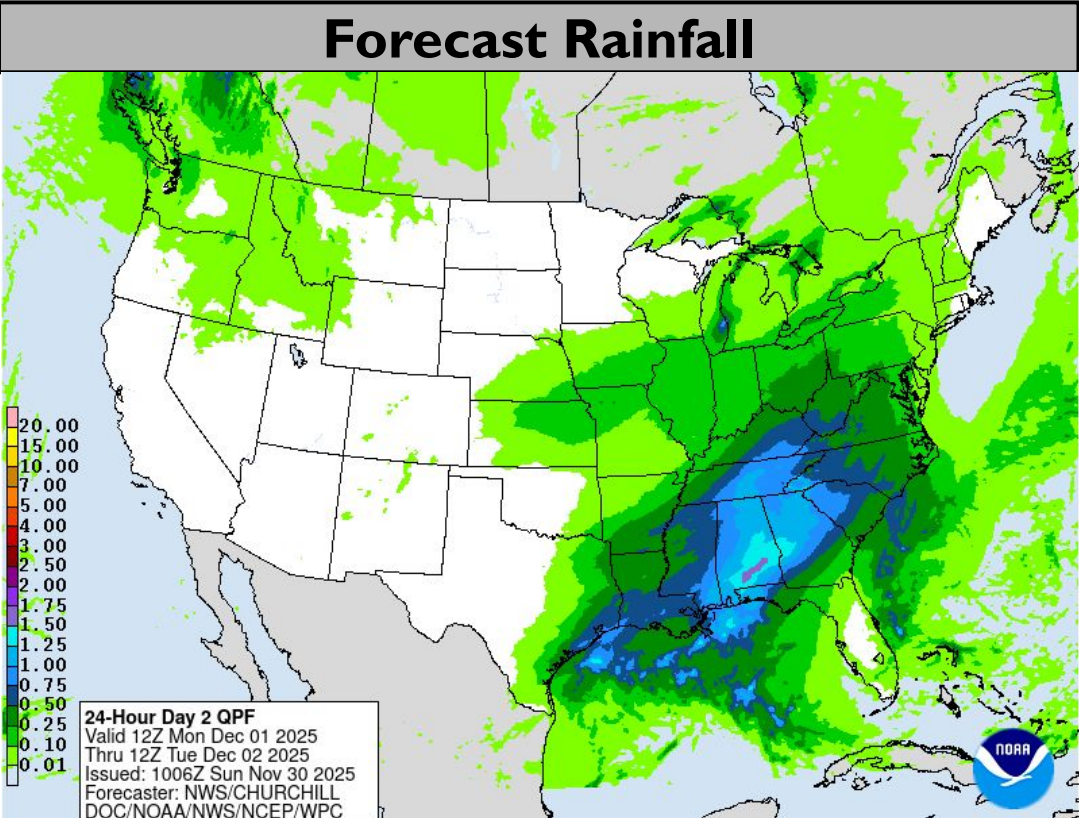 Forecast Rainfall
20.00
15.00
10.00
7.00
5.00
4.00
3.00
2.50
2.00
1.75
1.50
1.25
1.00
0.75
0.50
0.25
0.10
0.01
24-Hour Day 2 QPF
Valid 12Z Mon Dec 01 2025
Thru 12Z Tue Dec 02 2025
Issued: 1006Z Sun Nov 30 2025
Forecaster: NWS/CHURCHILL
DOC/NOAA/NWS/NCEP/WPC
NOAA